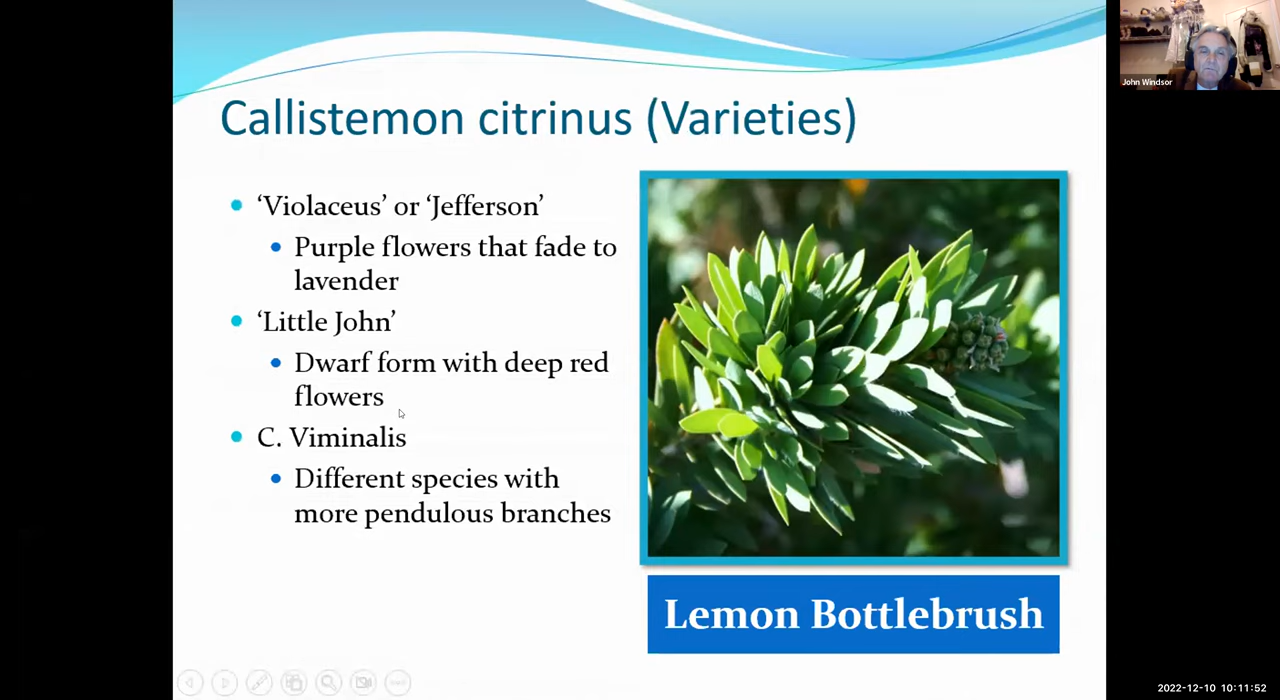 John Windsor
Callistemon citrinus (Varieties)
‘Violaceus’ or ‘Jefferson’
Purple flowers that fade to
lavender
‘Little John’
Dwarf form with deep red
flowers
C. Viminalis
Different species with
more pendulous branches
Lemon Bottlebrush
2022-12-10 10:11:52